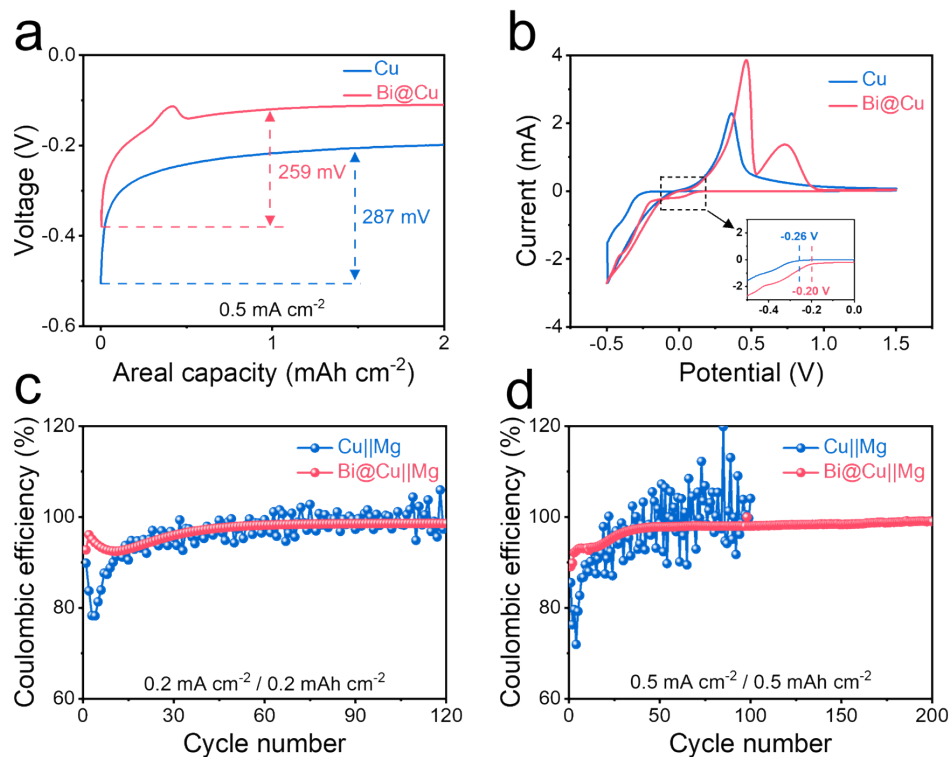 a
0.0
-0.2
-0.4
-0.6
Voltage (V)
Cu
Bi@Cu
259 mV
287 mV
0.5 mA cm⁻²
0
1
2
Areal capacity (mAh cm⁻²)
b
4
2
0
-2
-4
Current (mA)
Cu
Bi@Cu
2
0
-2
-0.26 V
-0.20 V
-0.4
-0.2
0.0
-0.5
0.0
0.5
1.0
1.5
Potential (V)
c
120
100
80
60
Coulombic efficiency (%)
Cu||Mg
Bi@Cu||Mg
0.2 mA cm⁻² / 0.2 mAh cm⁻²
0
30
60
90
120
Cycle number
d
120
100
80
60
Coulombic efficiency (%)
Cu||Mg
Bi@Cu||Mg
0.5 mA cm⁻² / 0.5 mAh cm⁻²
0
50
100
150
200
Cycle number